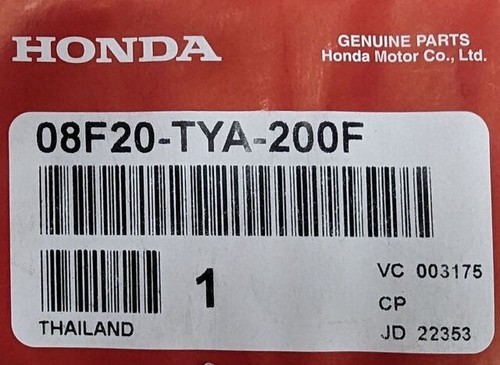 HONDA
GENUINE PARTS
Honda Motor Co., Ltd.
08F20-TYA-200F
1
VC 003175
CP
THAILAND
JD 22353